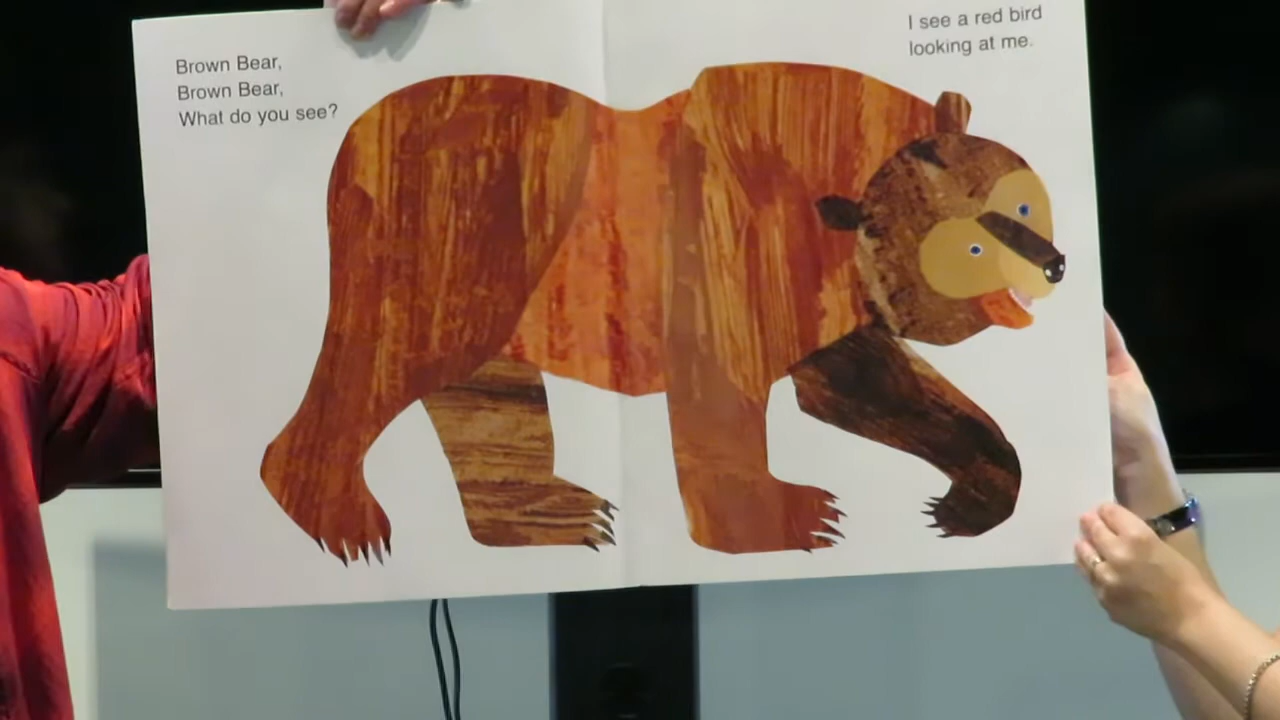 Brown Bear,
Brown Bear,
What do you see?
I see a red bird
looking at me.